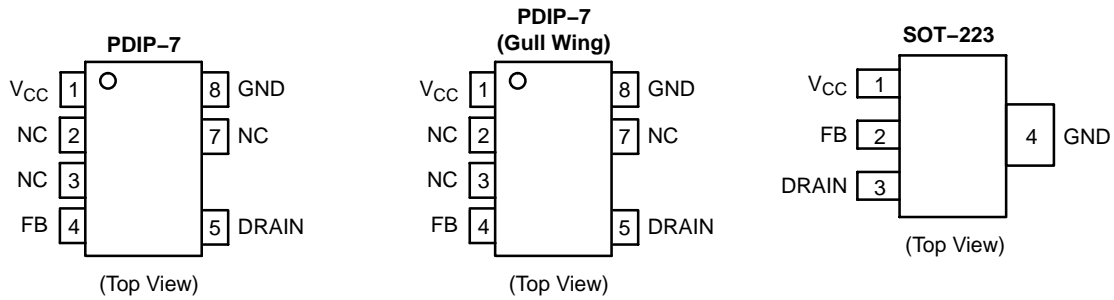 PDIP–7
VCC 1 8 GND
NC 2 7 NC
NC 3
FB 4 5 DRAIN
(Top View)
PDIP–7
(Gull Wing)
VCC 1 8 GND
NC 2 7 NC
NC 3
FB 4 5 DRAIN
(Top View)
SOT–223
VCC 1
FB 2 4 GND
DRAIN 3
(Top View)